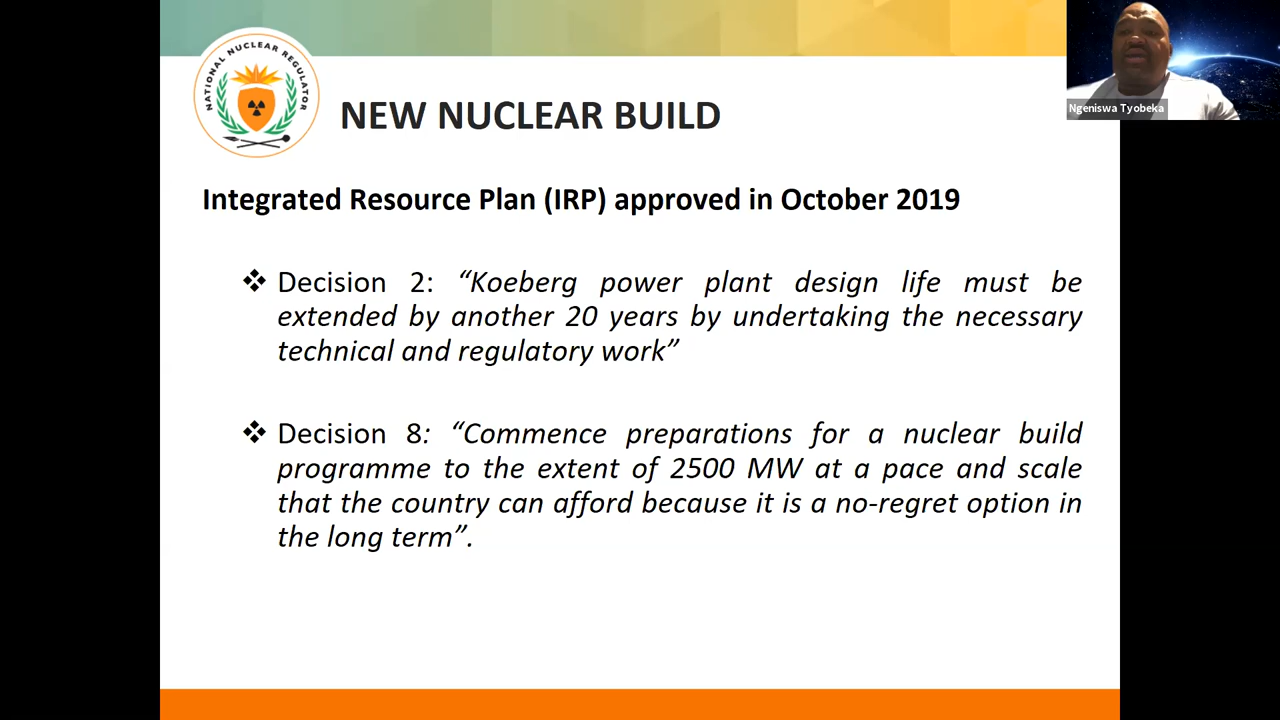 NATIONAL NUCLEAR REGULATOR
NEW NUCLEAR BUILD
Ngeniswa Tyobeka
Integrated Resource Plan (IRP) approved in October 2019
❖ Decision 2: “Koeberg power plant design life must be
extended by another 20 years by undertaking the necessary
technical and regulatory work”
❖ Decision 8: “Commence preparations for a nuclear build
programme to the extent of 2500 MW at a pace and scale
that the country can afford because it is a no-regret option in
the long term”.